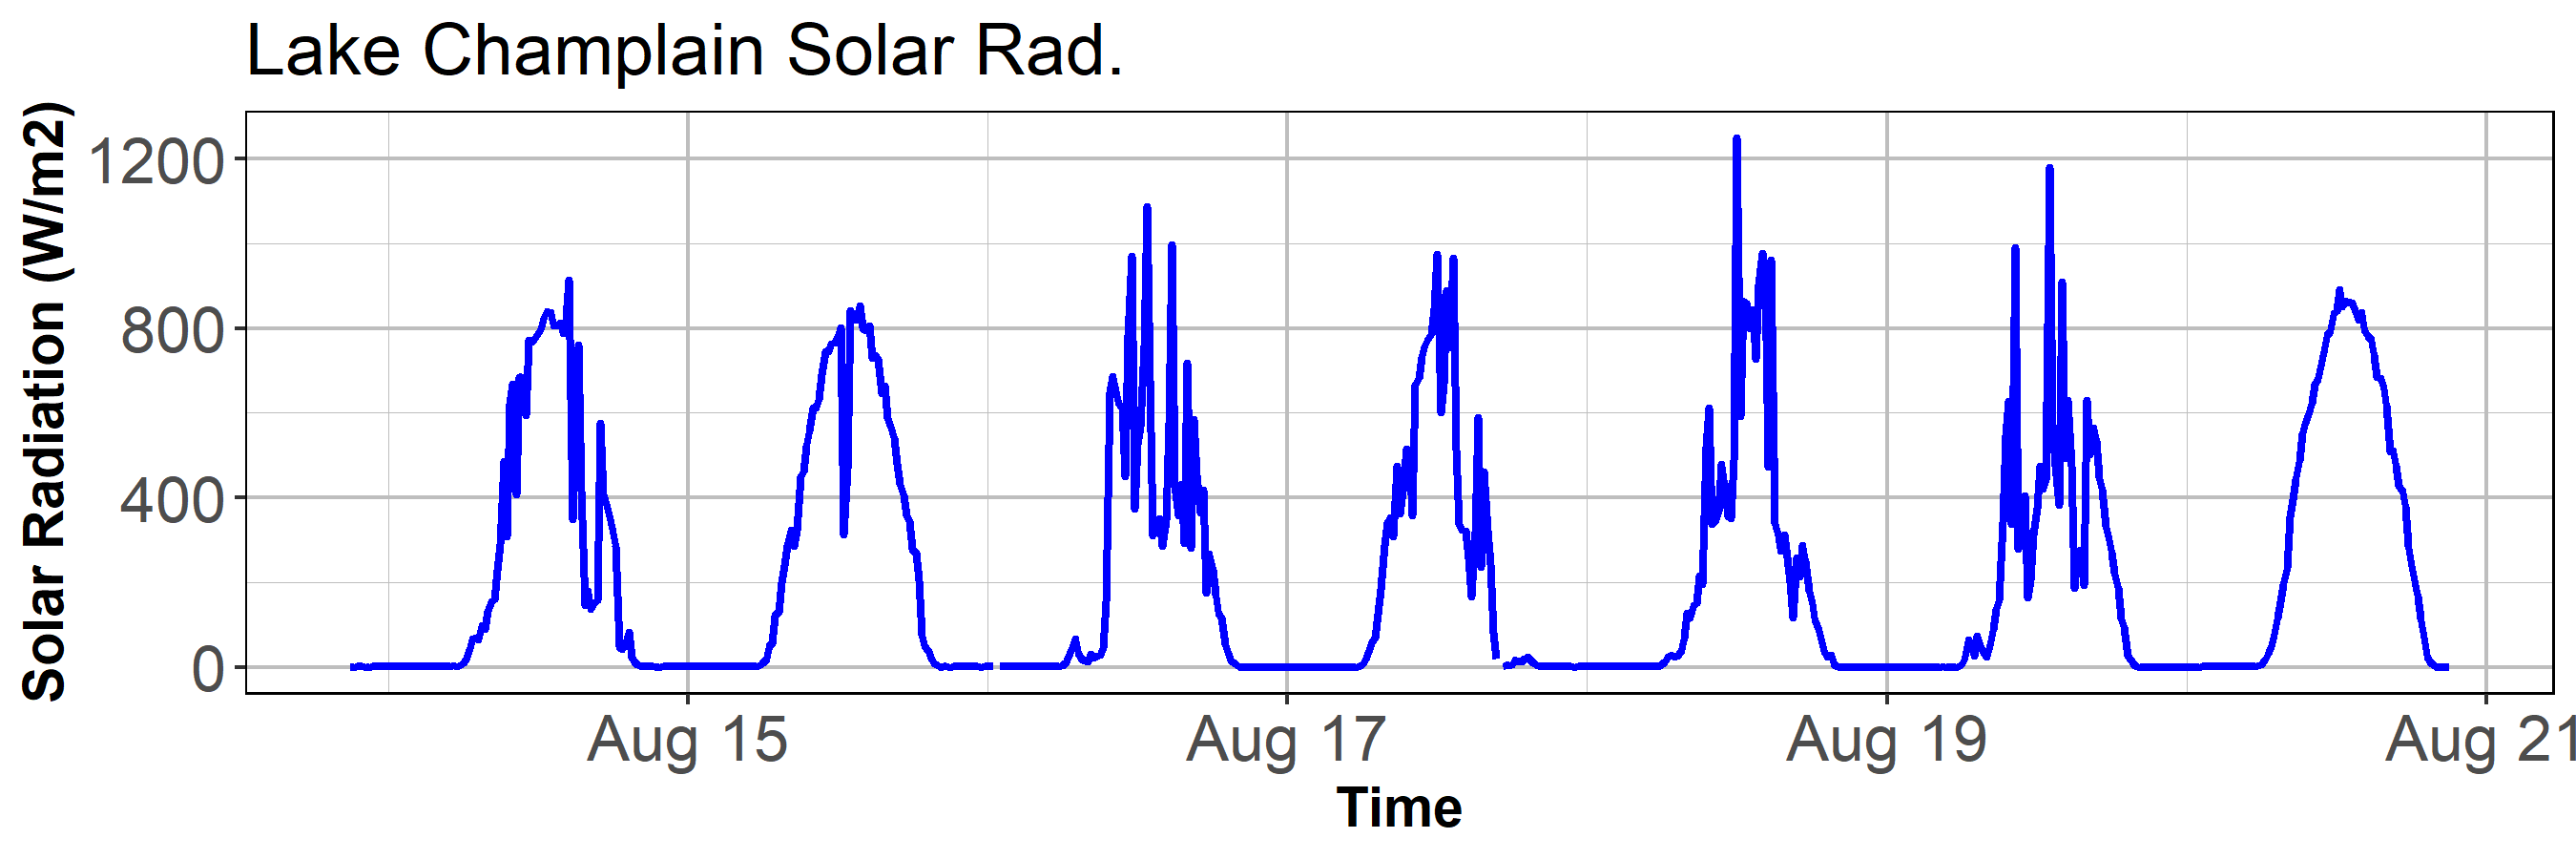 Lake Champlain Solar Rad.
Solar Radiation (W/m2)
1200
800
400
0
Aug 15 Aug 17 Aug 19 Aug 21
Time